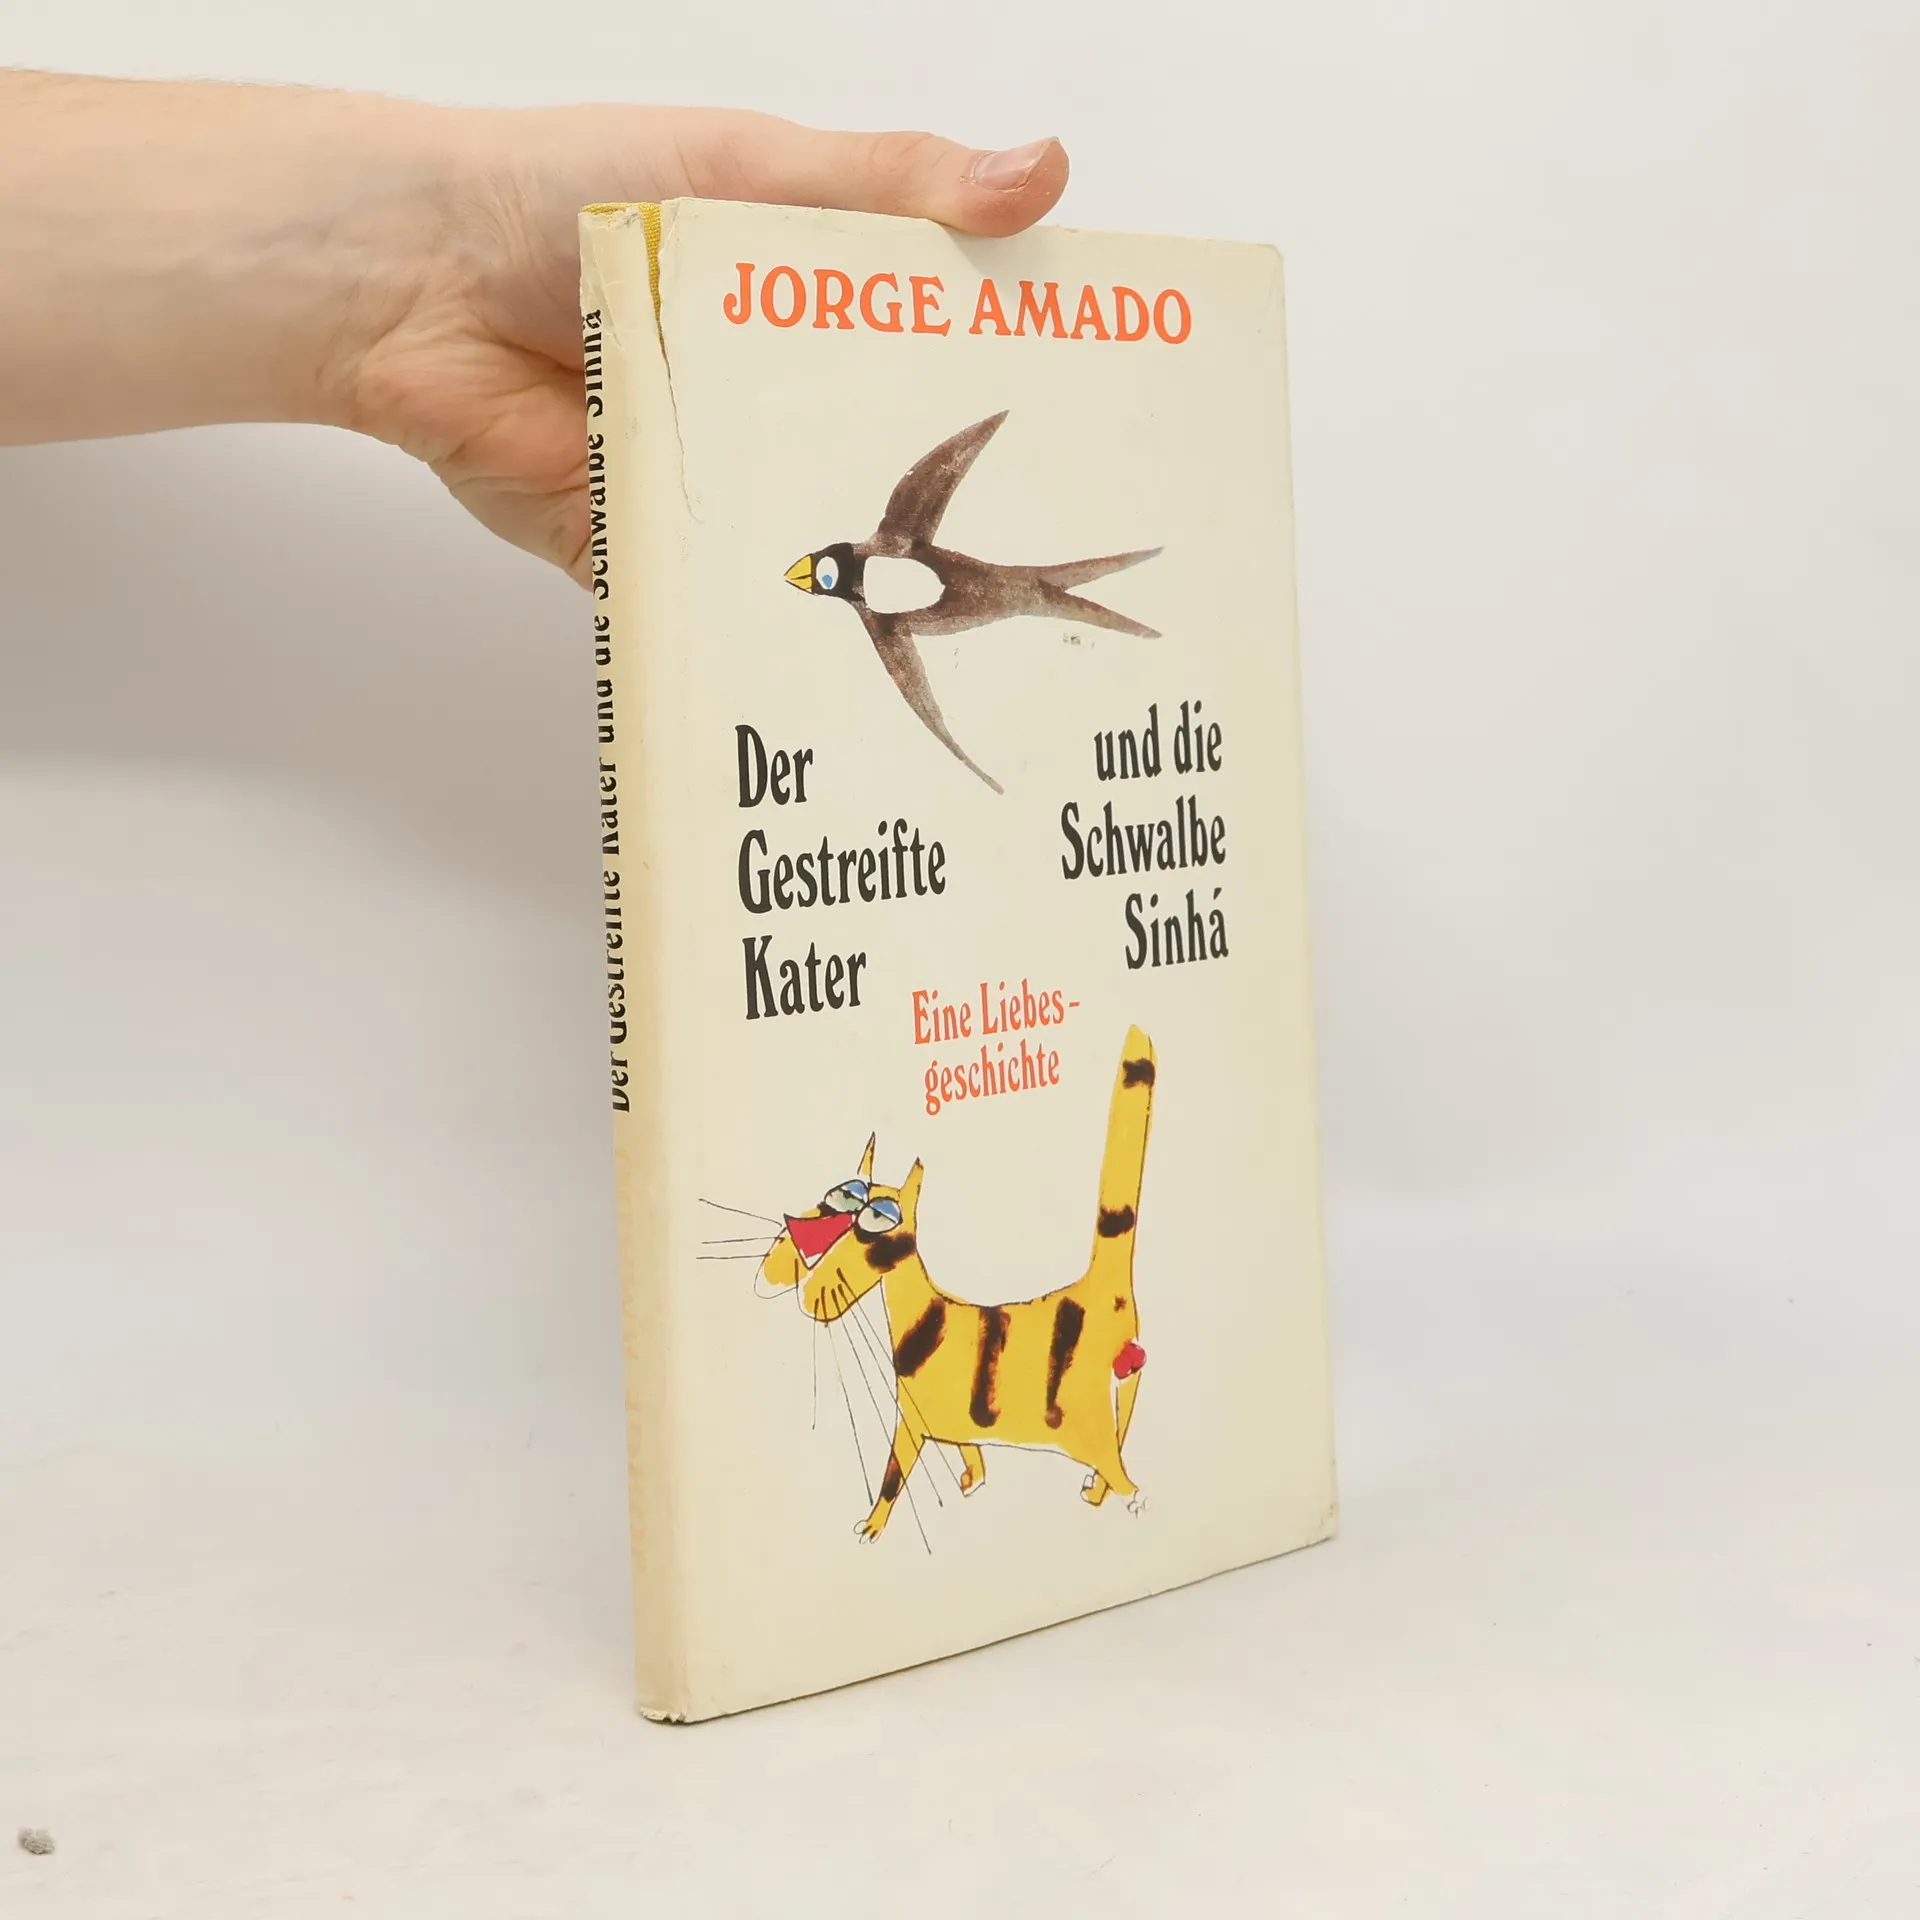 JORGE AMADO
Der
Gestreifte
Kater
und die
Schwalbe
Sinhá
Eine Liebes-
geschichte
Der Gestreifte Kater und die Schwalbe Sinhá